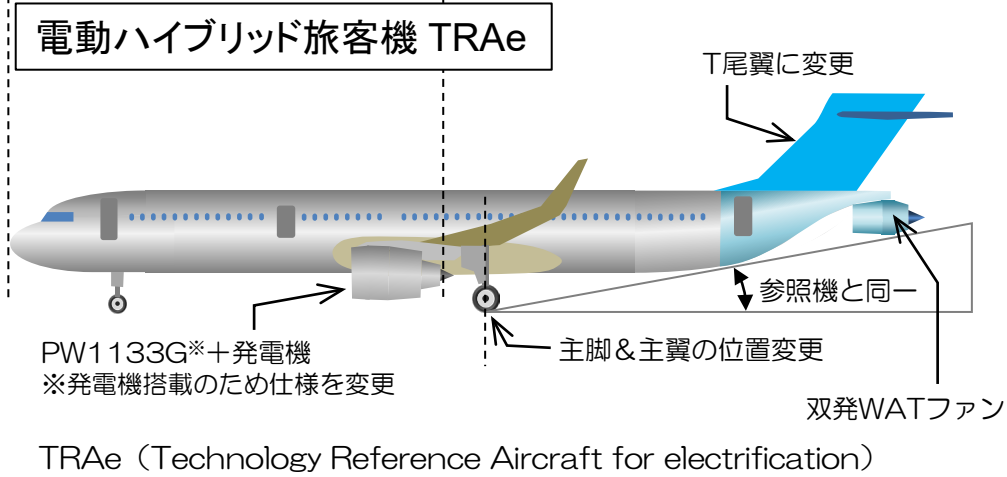 電動ハイブリッド旅客機 TRAe
T尾翼に変更
参照機と同一
主脚＆主翼の位置変更
PW1133G※＋発電機
※発電機搭載のため仕様を変更
双発WATファン
TRAe（Technology Reference Aircraft for electrification）